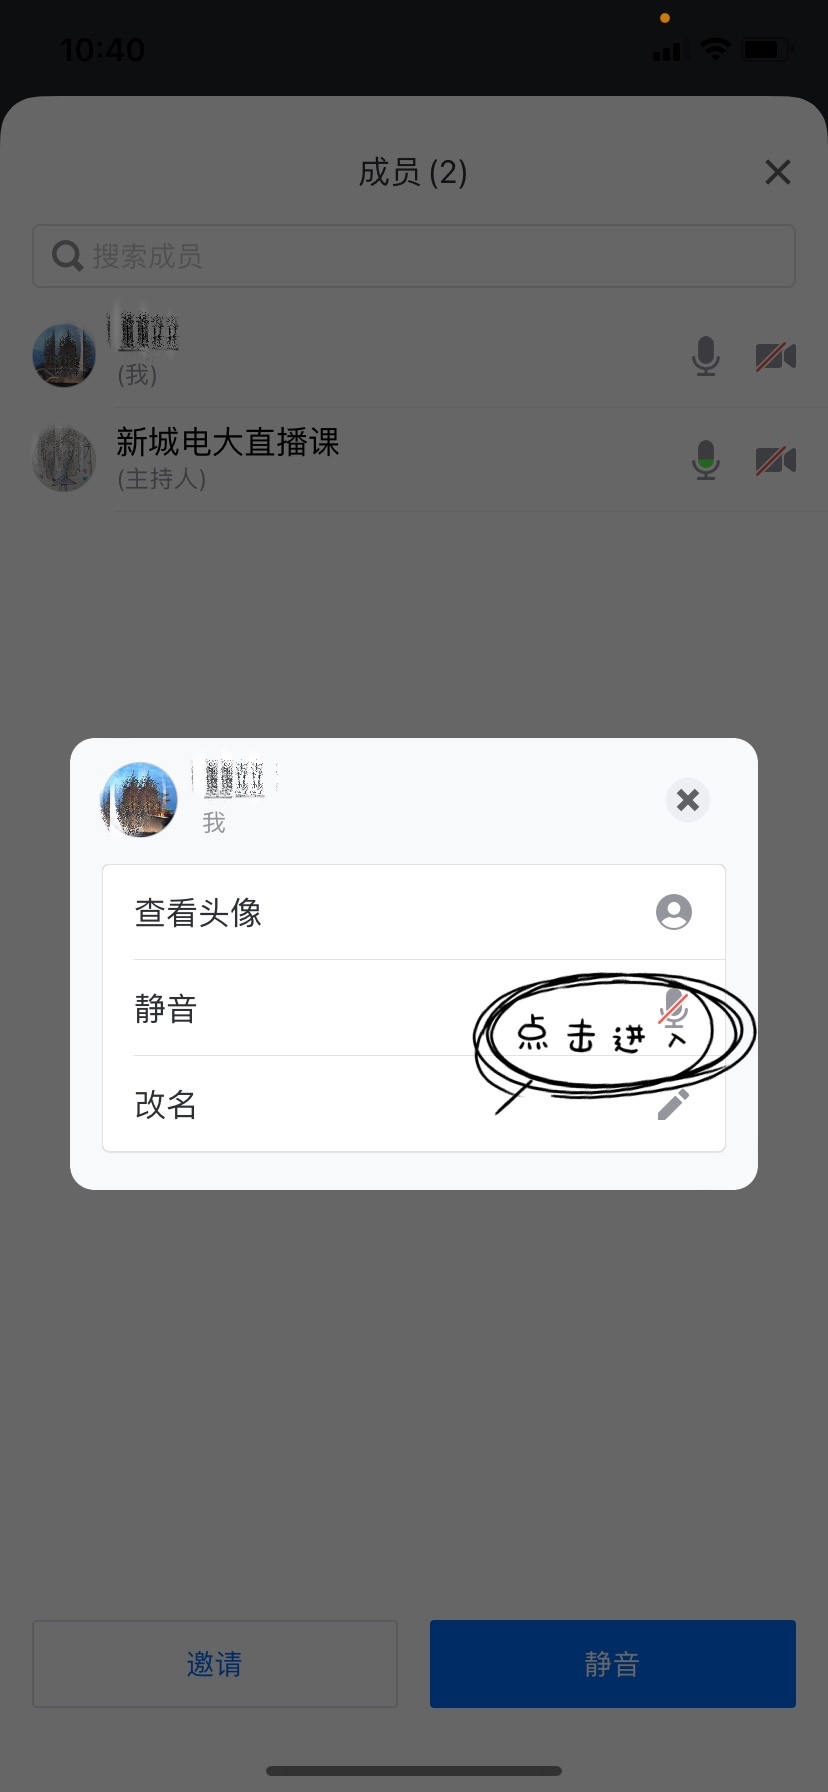 10:40
成员(2)
搜索成员
(我)
新城电大直播课
(主持人)
我
查看头像
静音
点击进入
改名
邀请
静音